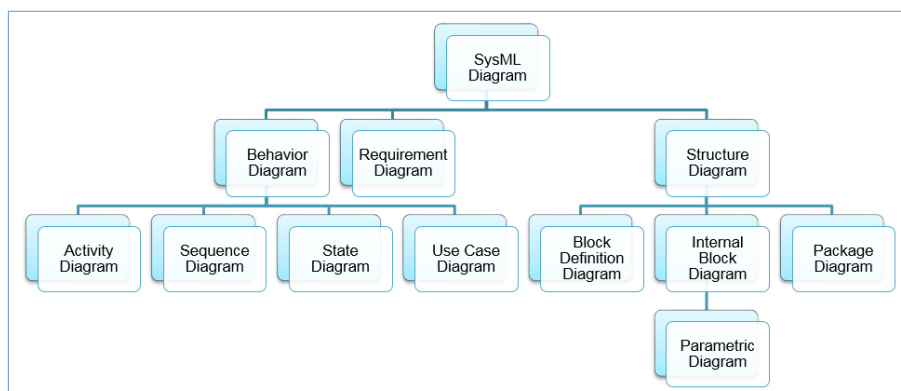 SysML
Diagram
Behavior
Diagram
Requirement
Diagram
Structure
Diagram
Activity
Diagram
Sequence
Diagram
State
Diagram
Use Case
Diagram
Block
Definition
Diagram
Internal
Block
Diagram
Package
Diagram
Parametric
Diagram